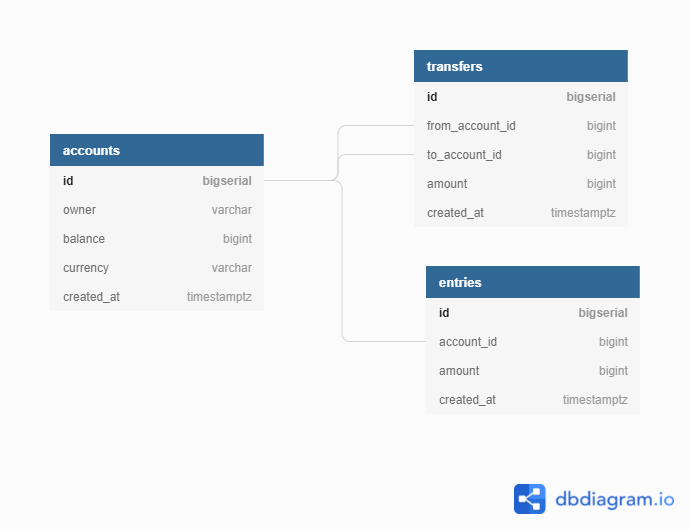 accounts
id bigserial
owner varchar
balance bigint
currency varchar
created_at timestamptz
transfers
id bigserial
from_account_id bigint
to_account_id bigint
amount bigint
created_at timestamptz
entries
id bigserial
account_id bigint
amount bigint
created_at timestamptz
dbdiagram.io